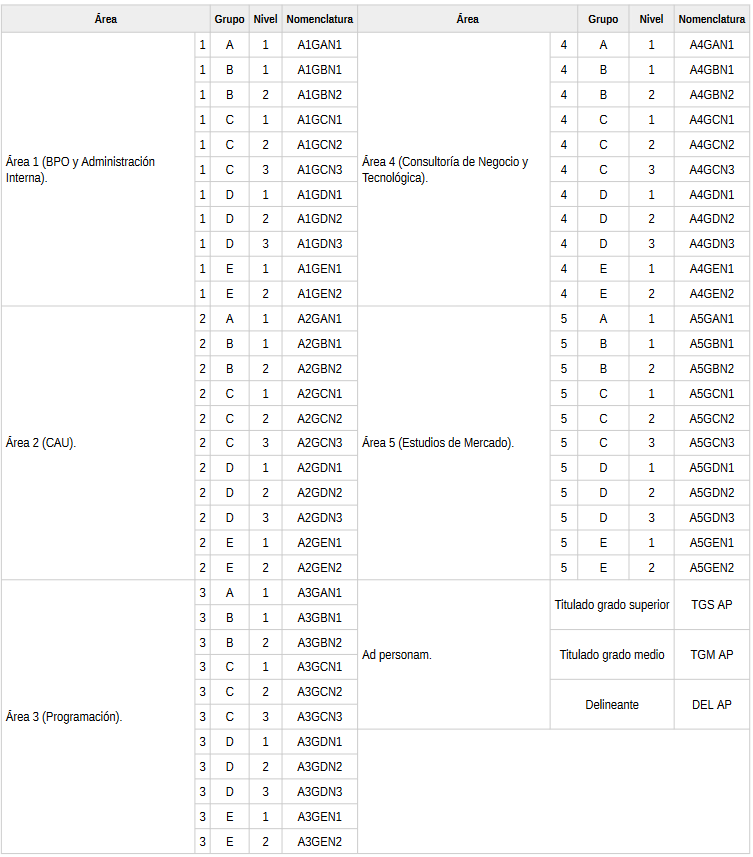 Área Grupo Nivel Nomenclatura Área Grupo Nivel Nomenclatura
1 A 1 A1GAN1 4 A 1 A4GAN1
1 B 1 A1GBN1 4 B 1 A4GBN1
1 B 2 A1GBN2 4 B 2 A4GBN2
1 C 1 A1GCN1 4 C 1 A4GCN1
1 C 2 A1GCN2 4 C 2 A4GCN2
Área 1 (BPO y Administración
Interna).
1 C 3 A1GCN3
Área 4 (Consultoría de Negocio y
Tecnológica).
4 C 3 A4GCN3
1 D 1 A1GDN1 4 D 1 A4GDN1
1 D 2 A1GDN2 4 D 2 A4GDN2
1 D 3 A1GDN3 4 D 3 A4GDN3
1 E 1 A1GEN1 4 E 1 A4GEN1
1 E 2 A1GEN2 4 E 2 A4GEN2
2 A 1 A2GAN1 5 A 1 A5GAN1
2 B 1 A2GBN1 5 B 1 A5GBN1
2 B 2 A2GBN2 5 B 2 A5GBN2
2 C 1 A2GCN1 5 C 1 A5GCN1
2 C 2 A2GCN2 5 C 2 A5GCN2
Área 2 (CAU). 2 C 3 A2GCN3 Área 5 (Estudios de Mercado). 5 C 3 A5GCN3
2 D 1 A2GDN1 5 D 1 A5GDN1
2 D 2 A2GDN2 5 D 2 A5GDN2
2 D 3 A2GDN3 5 D 3 A5GDN3
2 E 1 A2GEN1 5 E 1 A5GEN1
2 E 2 A2GEN2 5 E 2 A5GEN2
3 A 1 A3GAN1
Titulado grado superior TGS AP
3 B 1 A3GBN1
3 B 2 A3GBN2
Ad personam. Titulado grado medio TGM AP
3 C 1 A3GCN1
3 C 2 A3GCN2
Delineante DEL AP
Área 3 (Programación). 3 C 3 A3GCN3
3 D 1 A3GDN1
3 D 2 A3GDN2
3 D 3 A3GDN3
3 E 1 A3GEN1
3 E 2 A3GEN2